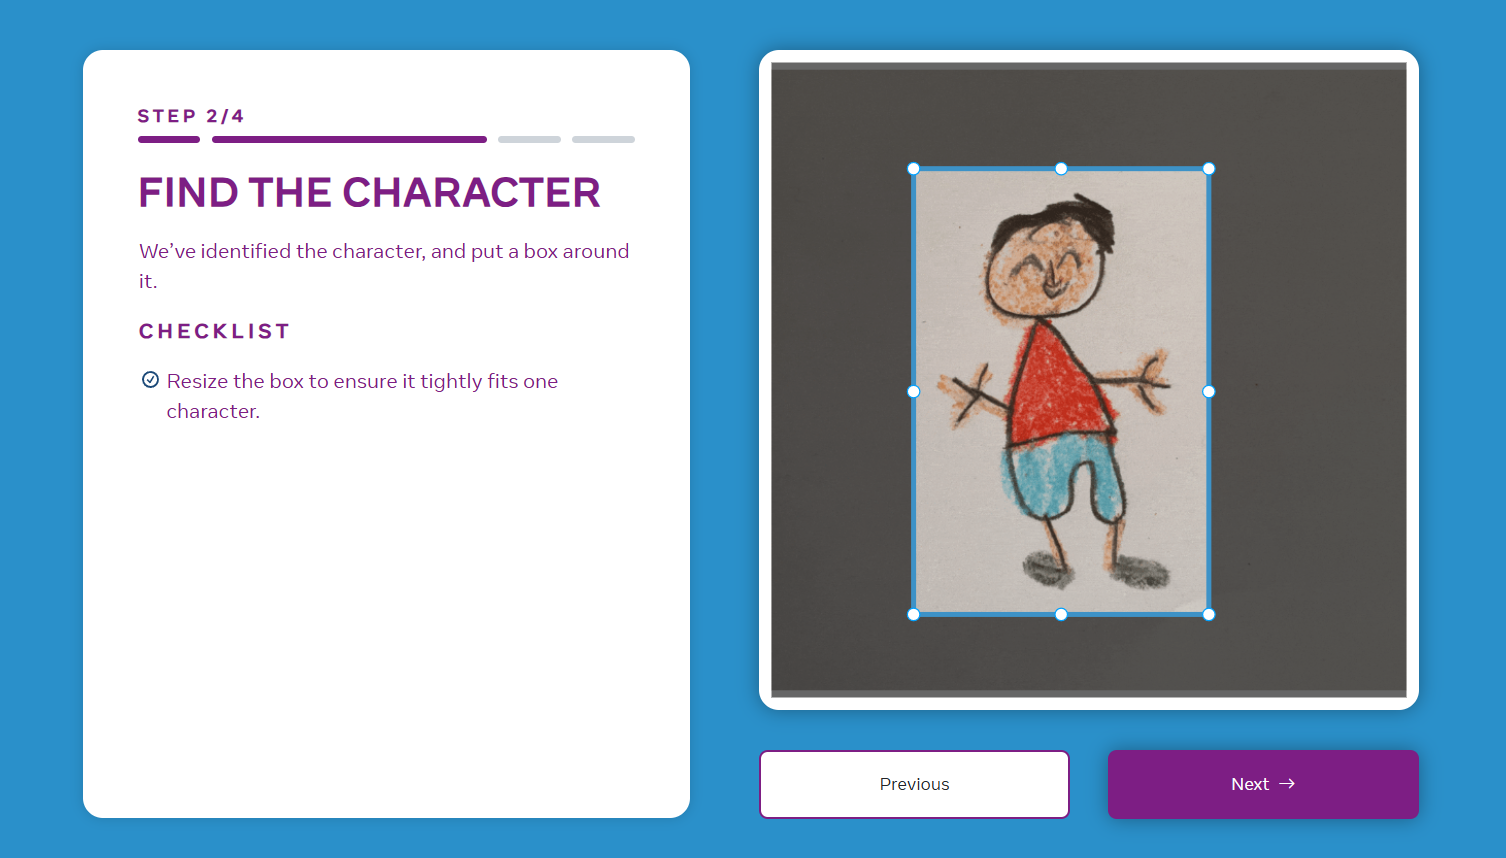 STEP 2/4
FIND THE CHARACTER
We’ve identified the character, and put a box around
it.
CHECKLIST
Resize the box to ensure it tightly fits one
character.
Previous
Next →